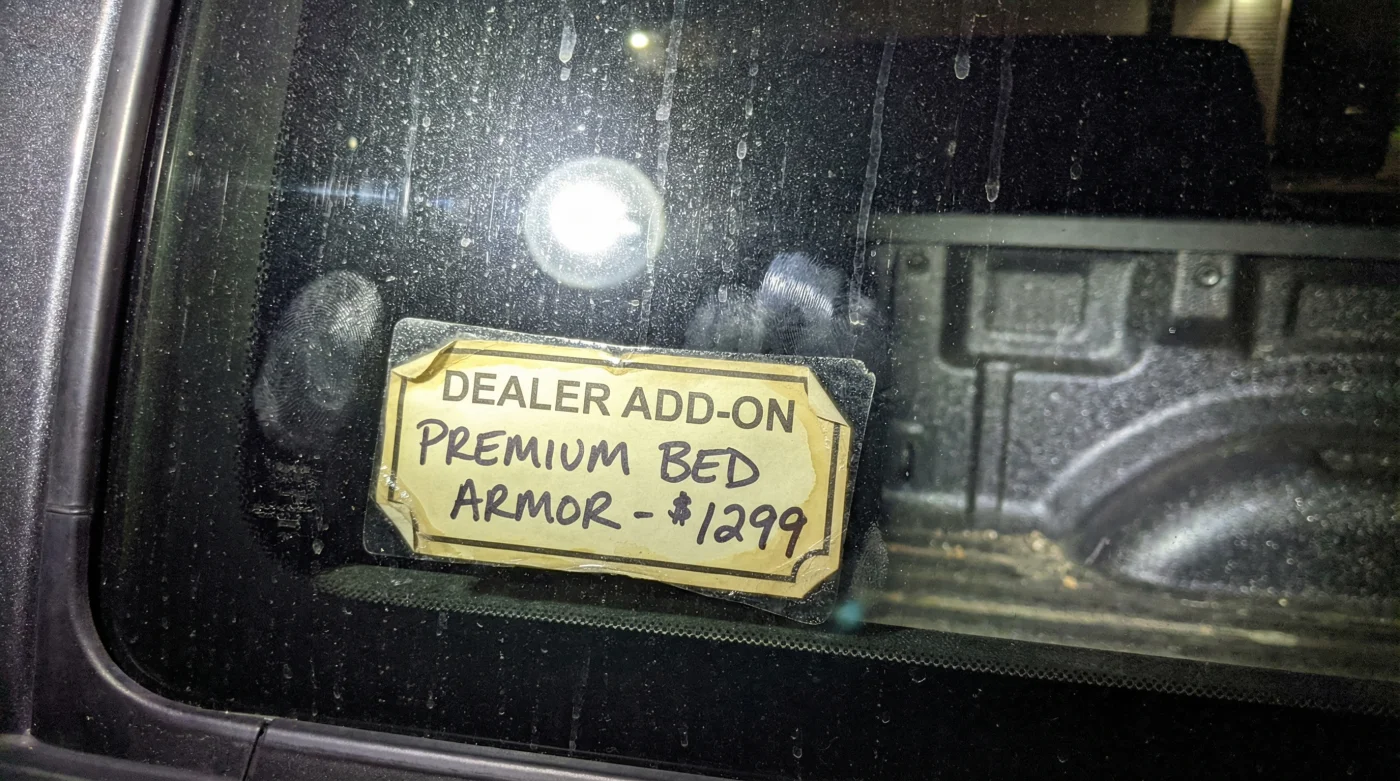 DEALER ADD-ON
PREMIUM BED
ARMOR - $1299